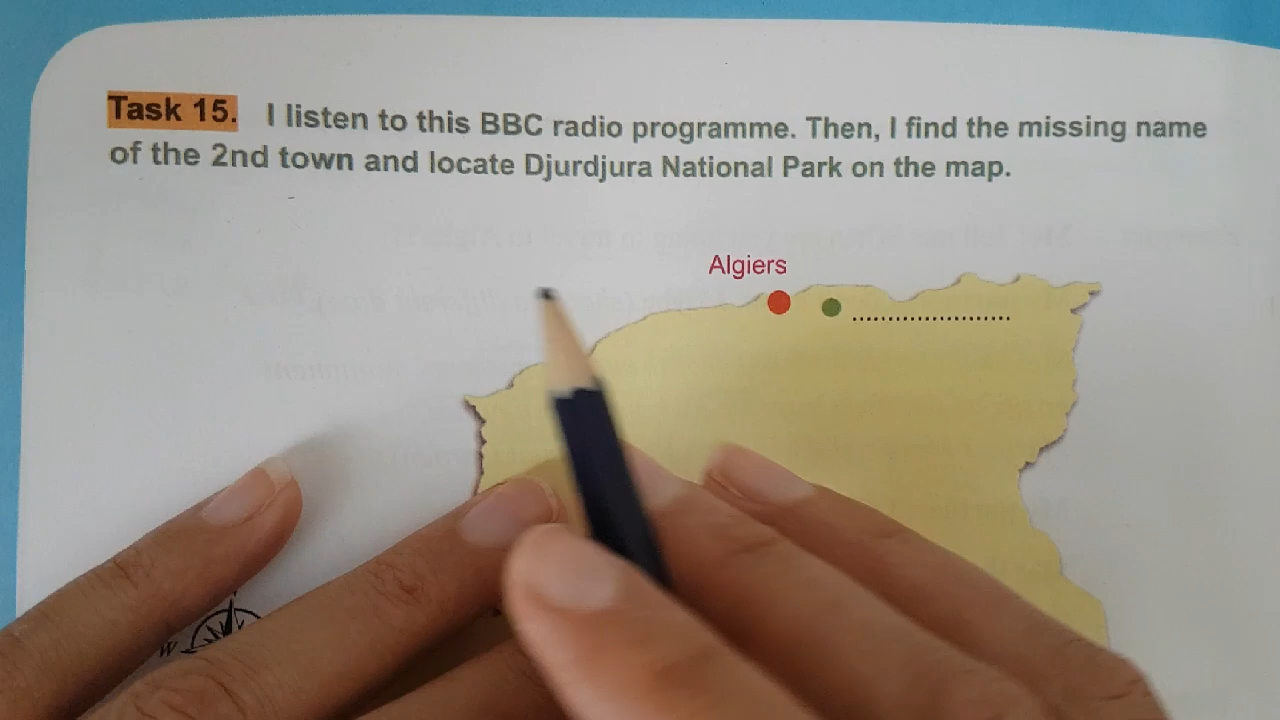 Task 15. I listen to this BBC radio programme. Then, I find the missing name
of the 2nd town and locate Djurdjura National Park on the map.
Algiers
.......................
W